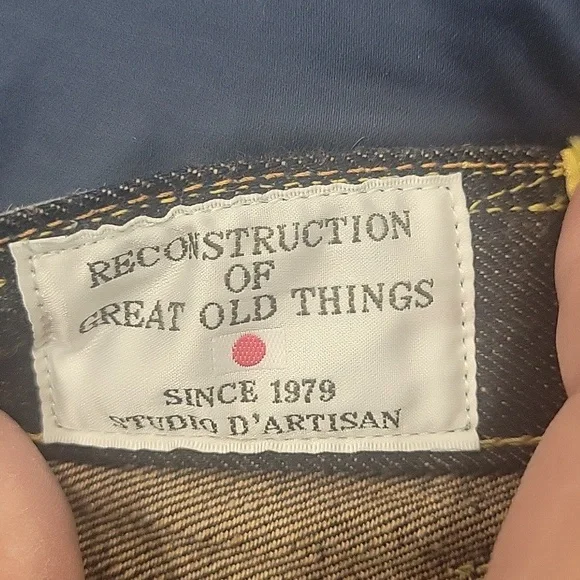 RECONSTRUCTION
OF
GREAT OLD THINGS
SINCE 1979
STUDIO D'ARTISAN